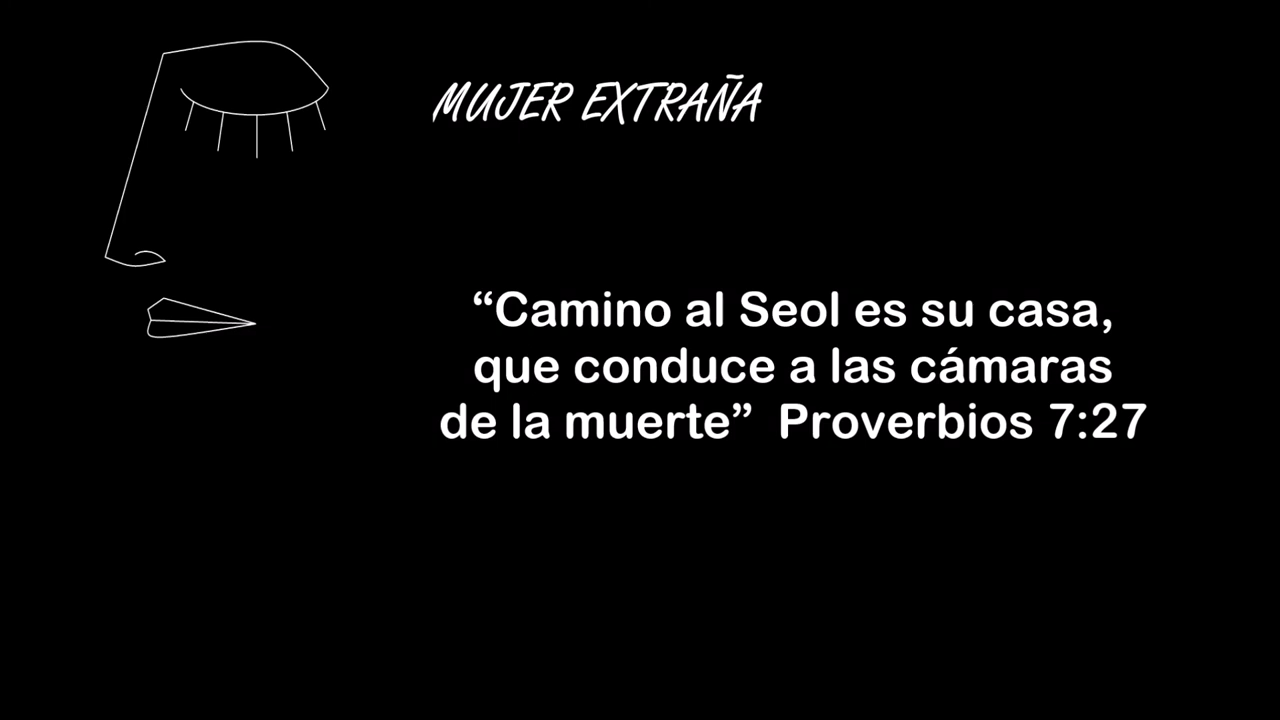 MUJER EXTRAÑA
“Camino al Seol es su casa,
que conduce a las cámaras
de la muerte” Proverbios 7:27